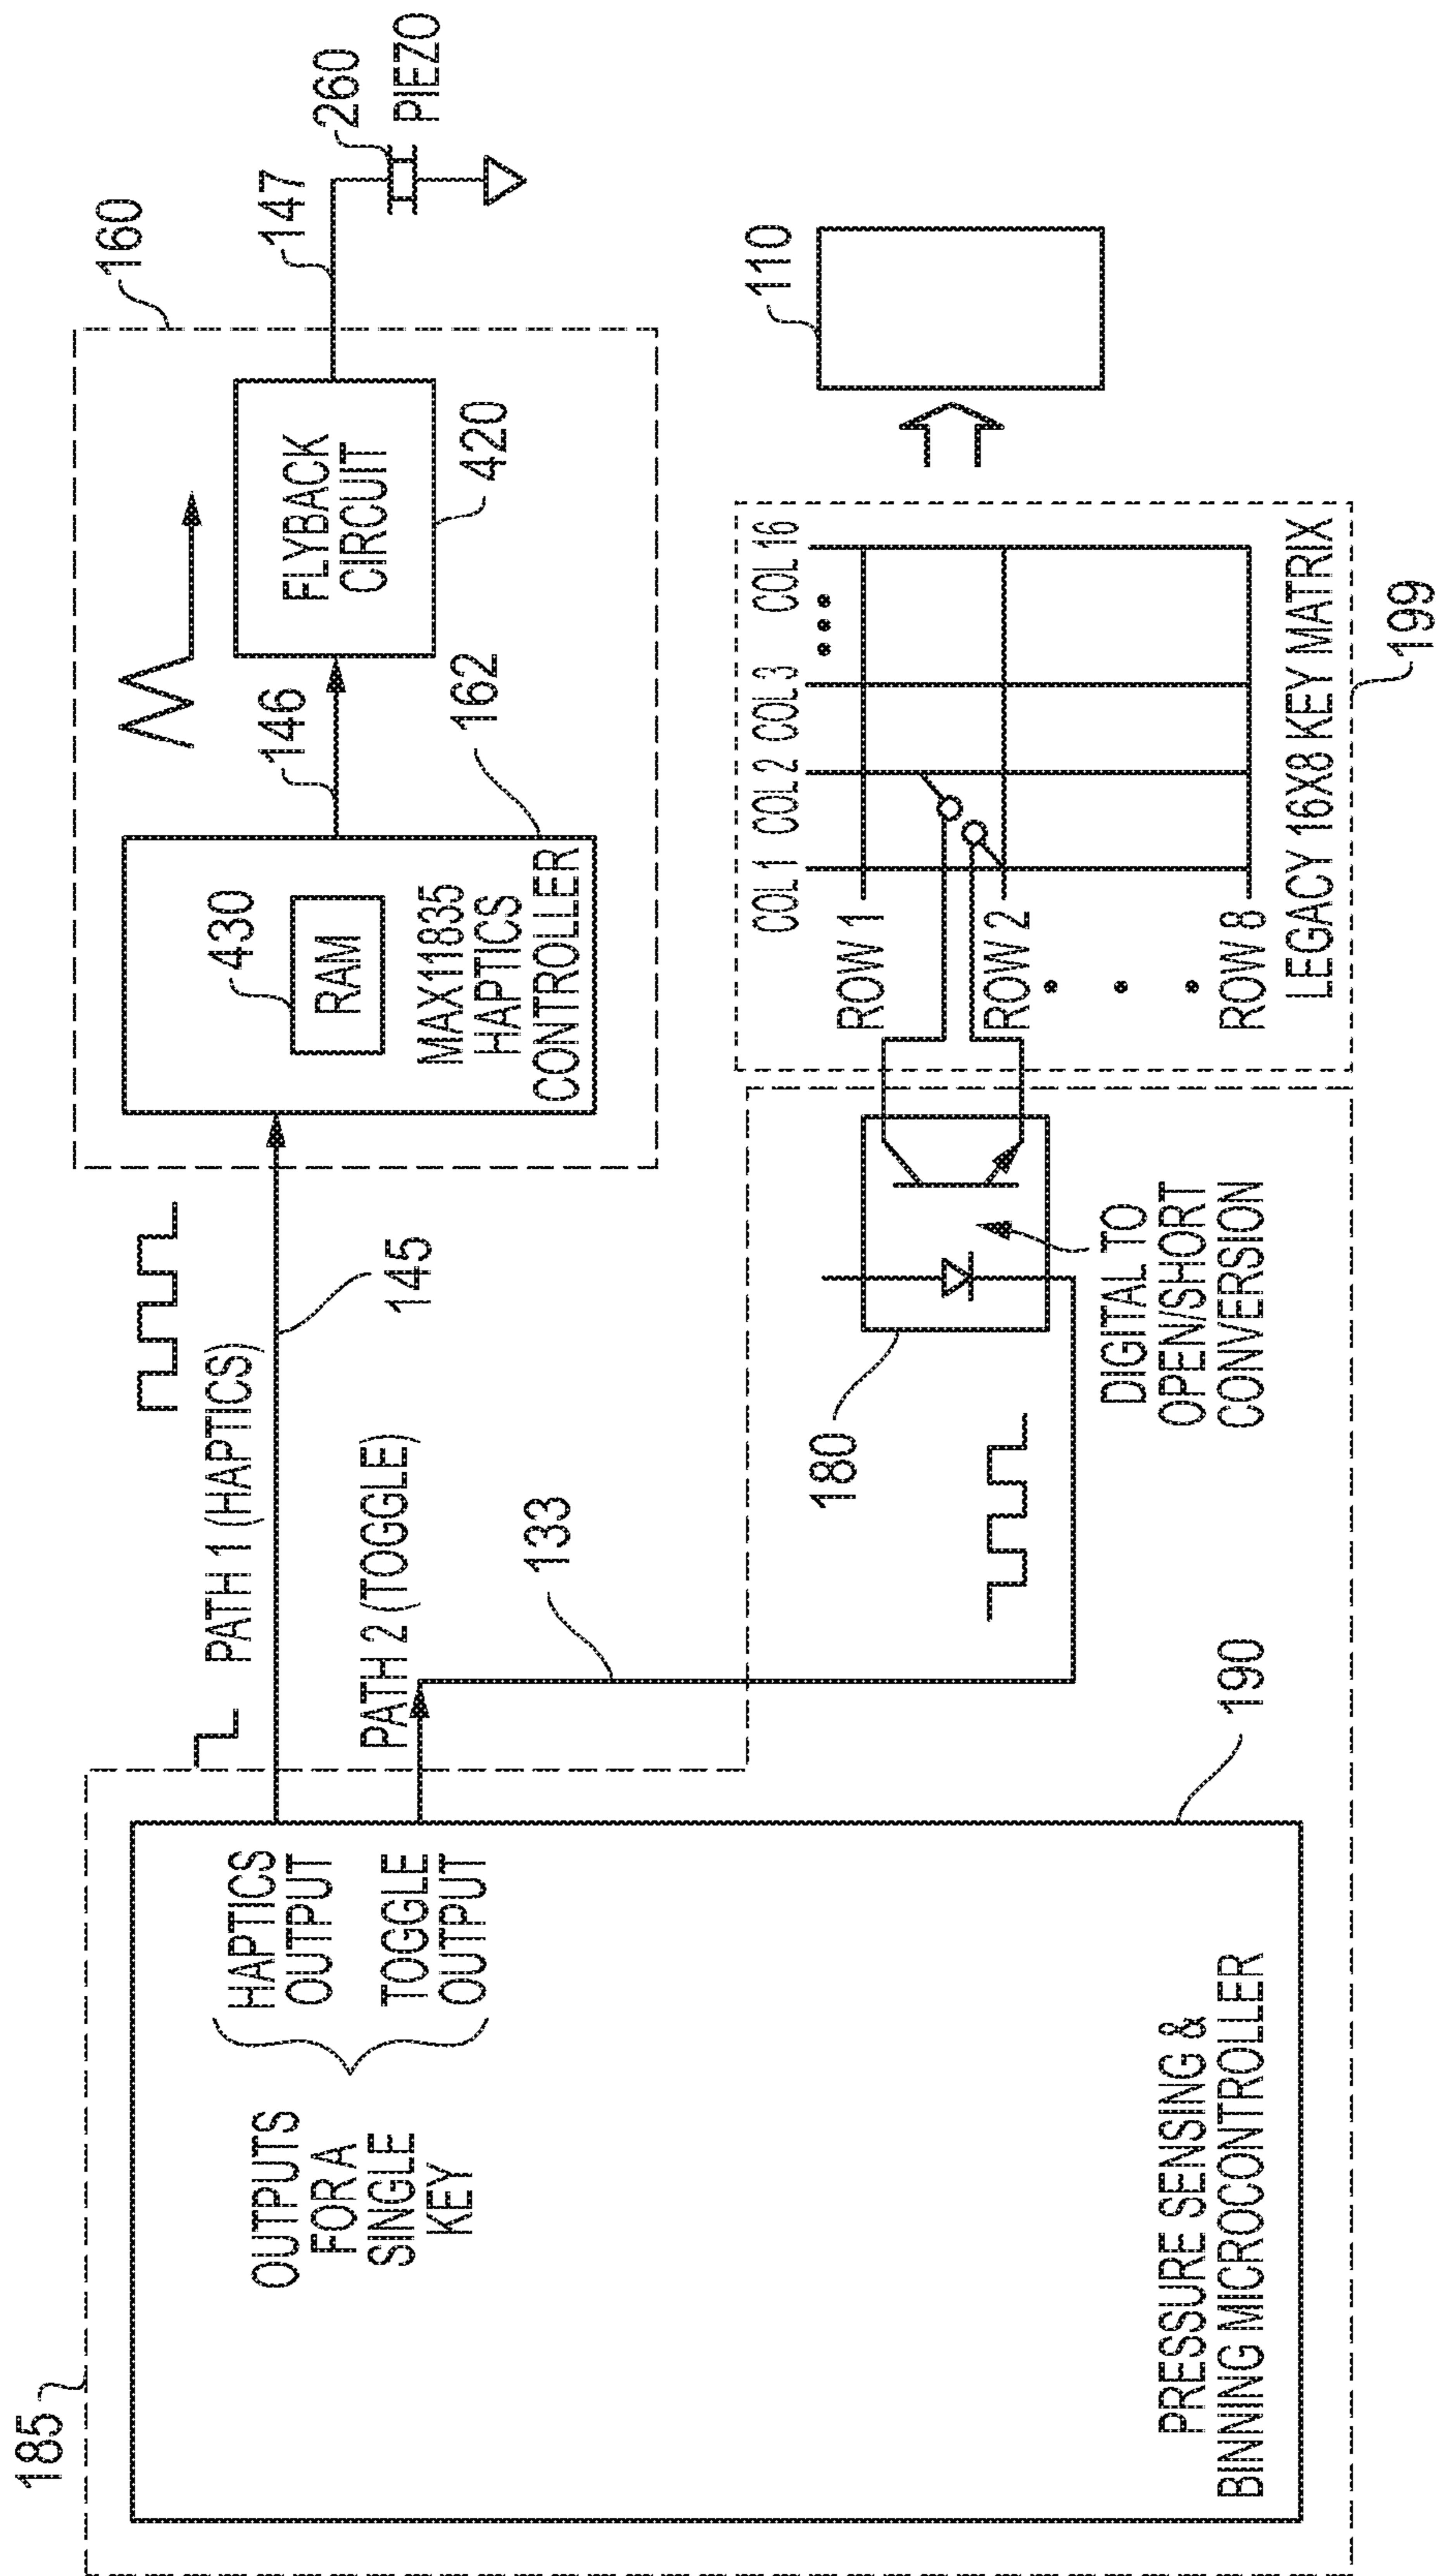 185
OUTPUTS
FOR A
SINGLE
KEY
HAPTICS
OUTPUT
TOGGLE
OUTPUT
PRESSURE SENSING &
BINNING MICROCONTROLLER
190
PATH 1 (HAPTICS)
145
PATH 2 (TOGGLE)
133
180
DIGITAL TO
OPEN/SHORT
CONVERSION
160
430
RAM
MAX11835
HAPTICS
CONTROLLER
162
146
FLYBACK
CIRCUIT
420
147
260
PIEZO
COL 1 COL 2 COL 3 COL 16
ROW 1
ROW 2
ROW 8
LEGACY 16X8 KEY MATRIX
199
110